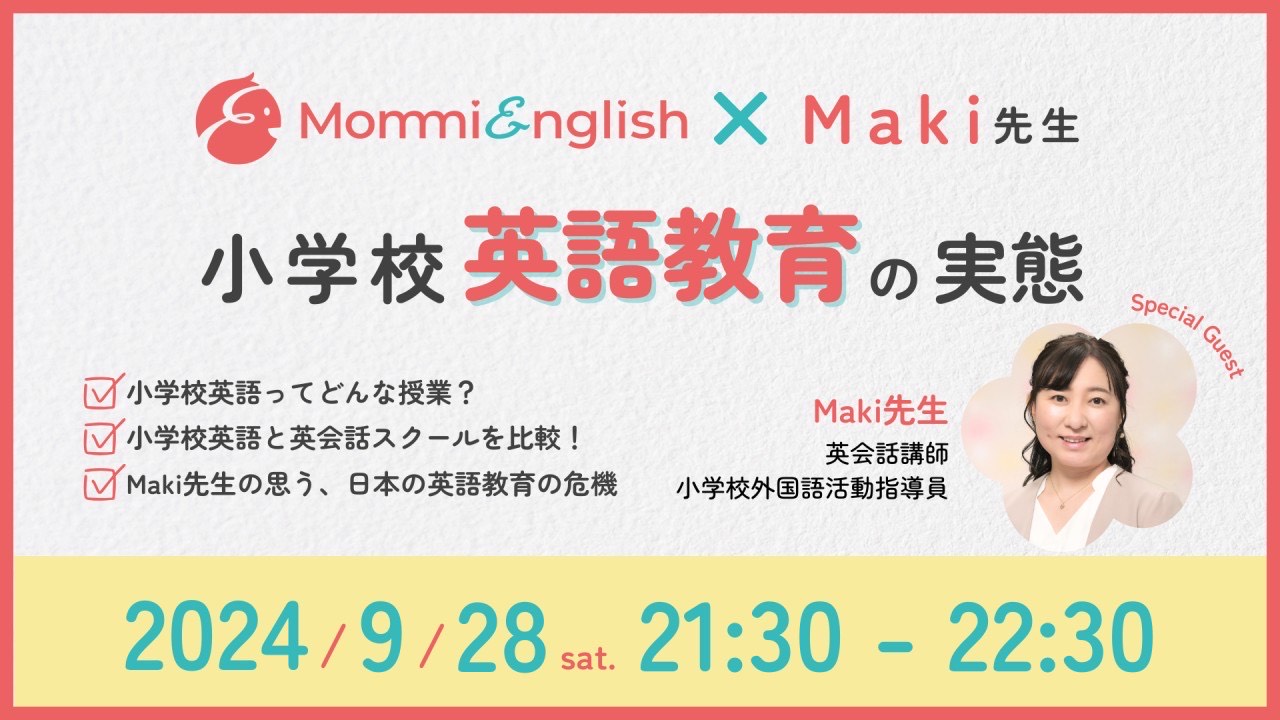 MommiEnglish × Maki先生
小学校英語教育の実態
Special Guest
小学校英語ってどんな授業？
小学校英語と英会話スクールを比較！
Maki先生の思う、日本の英語教育の危機
Maki先生
英会話講師
小学校外国語活動指導員
2024/9/28 sat. 21:30 - 22:30